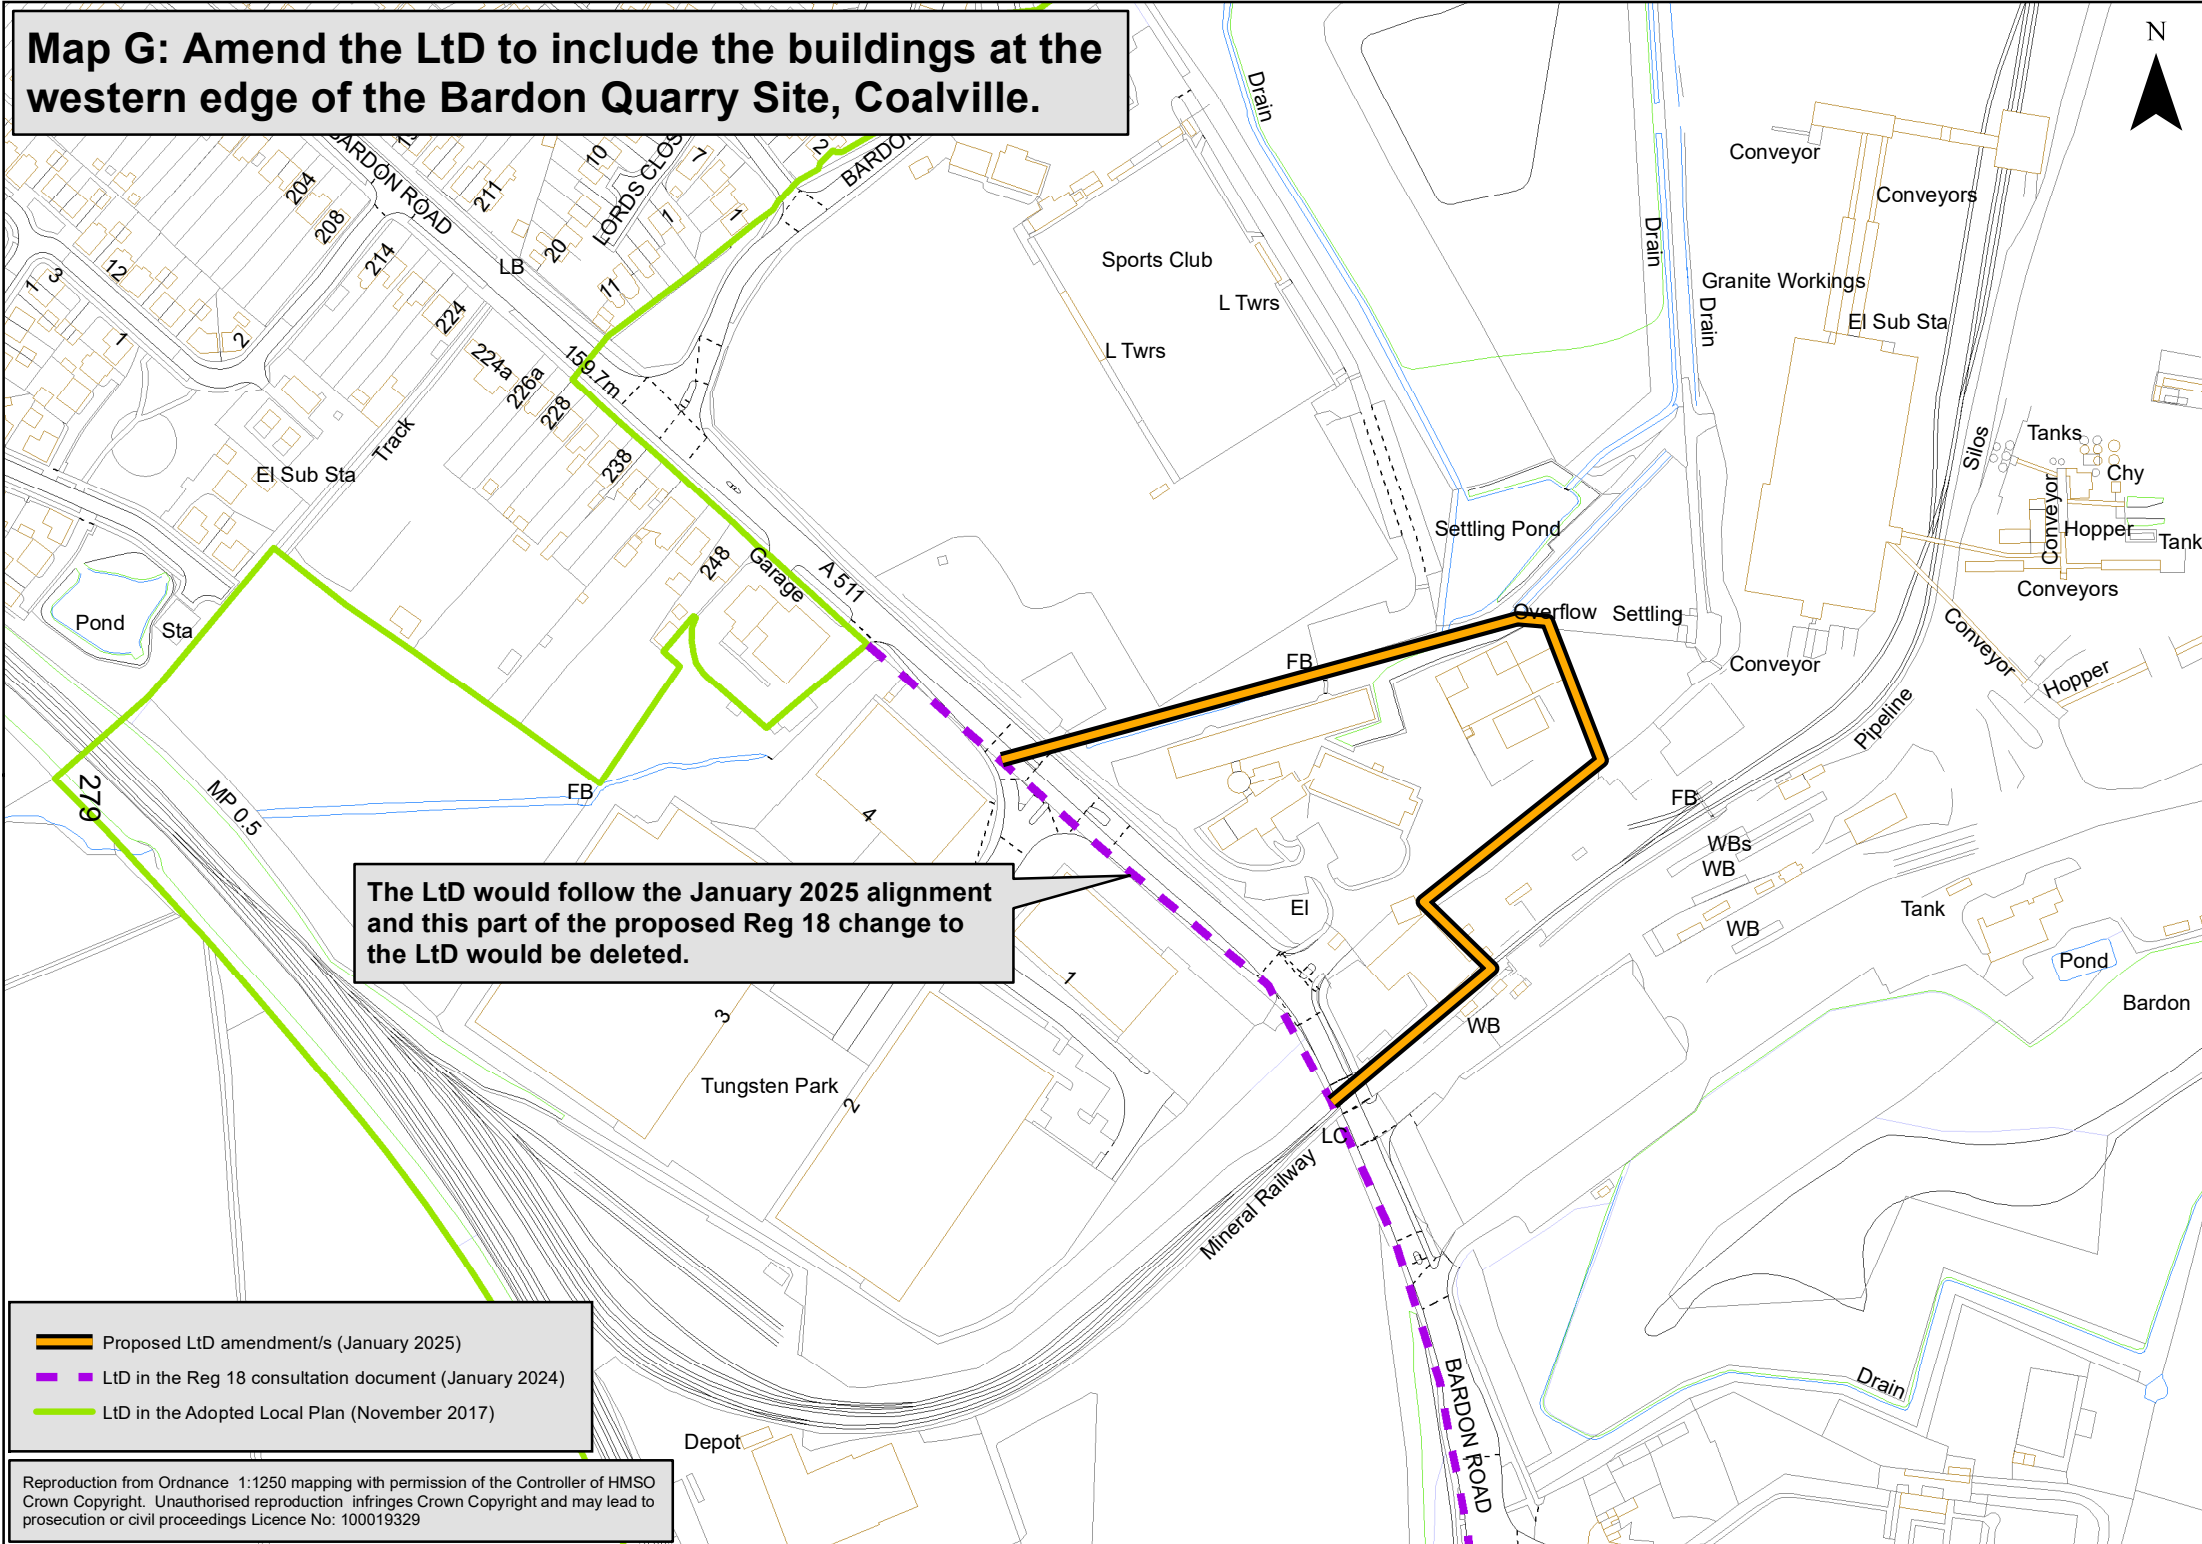 Map G: Amend the LtD to include the buildings at the
western edge of the Bardon Quarry Site, Coalville.
N
BARDON ROAD
204
208
211
10
LORDS CLOS
7
2
BARDON
1
1
20
LB
11
214
224
12
3
1
1
2
224a
226a
228
159.7m
238
248
Garage
A 511
Track
El Sub Sta
Pond
Sta
279
MP 0.5
FB
Drain
Sports Club
L Twrs
L Twrs
Drain
Drain
Conveyor
Conveyors
Granite Workings
El Sub Sta
Silos
Tanks
Chy
Conveyor
Hopper
Tank
Conveyors
Conveyor
Hopper
Settling Pond
Overflow
Settling
Conveyor
Pipeline
FB
FB
WBs
WB
WB
Tank
Pond
Bardon
El
WB
LC
Mineral Railway
4
1
3
2
Tungsten Park
The LtD would follow the January 2025 alignment
and this part of the proposed Reg 18 change to
the LtD would be deleted.
BARDON ROAD
Drain
Depot
Proposed LtD amendment/s (January 2025)
LtD in the Reg 18 consultation document (January 2024)
LtD in the Adopted Local Plan (November 2017)
Reproduction from Ordnance 1:1250 mapping with permission of the Controller of HMSO
Crown Copyright. Unauthorised reproduction infringes Crown Copyright and may lead to
prosecution or civil proceedings Licence No: 100019329